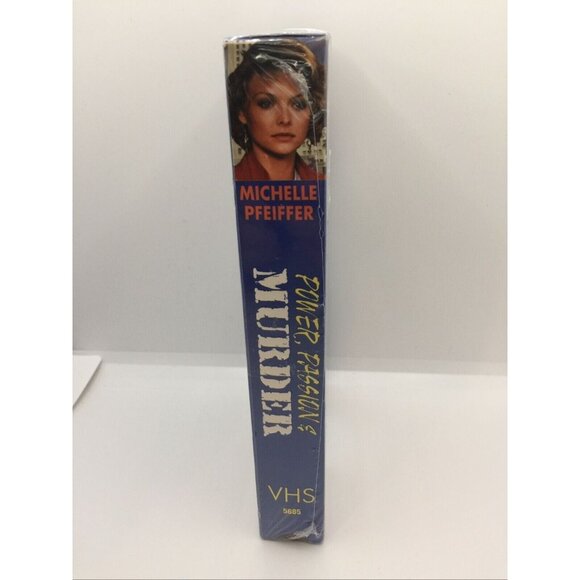 MICHELLE
PFEIFFER
POWER, PASSION &
MURDER
VHS
5685